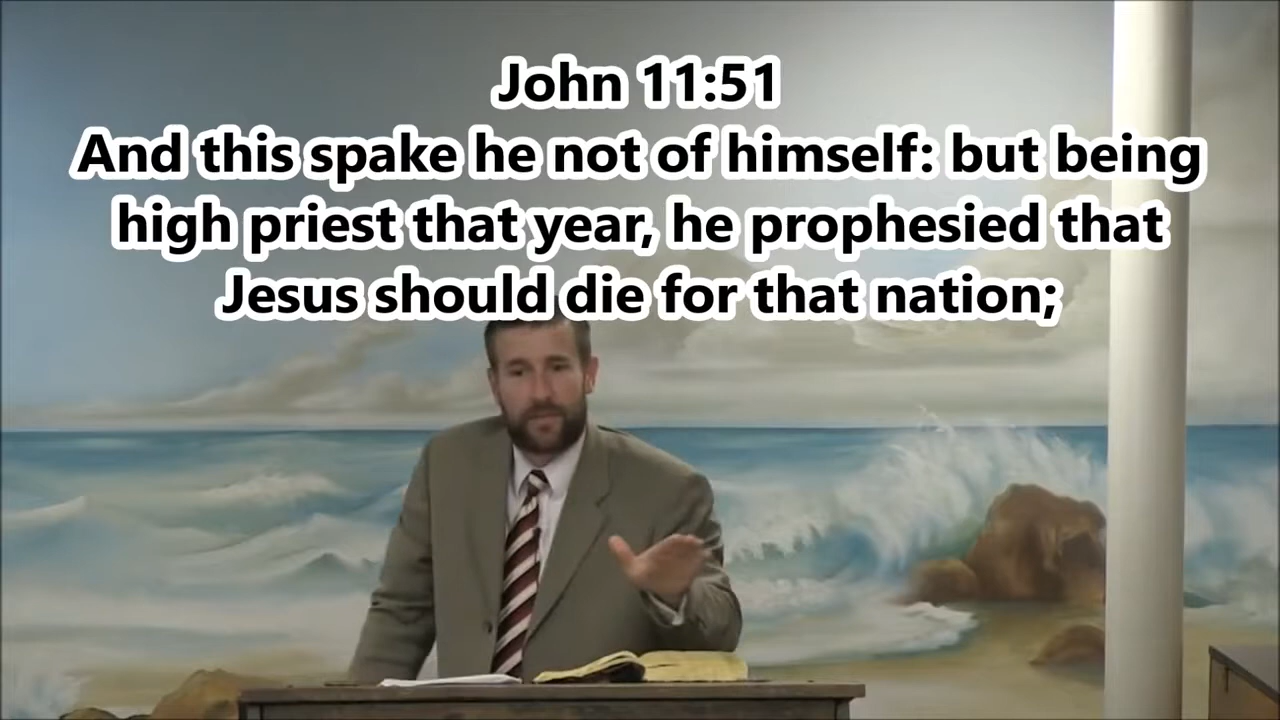 John 11:51
And this spake he not of himself: but being
high priest that year, he prophesied that
Jesus should die for that nation;